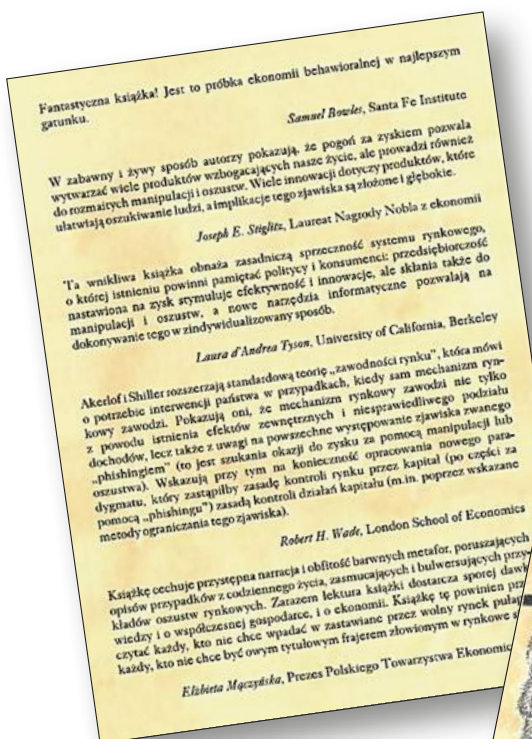 Fantastyczna książka! Jest to próbka ekonomii behawioralnej w najlepszym
gatunku.
Samuel Bowles, Santa Fe Institute
W zabawny i żywy sposób autorzy pokazują, że pogoń za zyskiem pozwala
wytwarzać wiele produktów wzbogacających nasze życie, ale prowadzi również
do rozmaitych manipulacji i oszustw. Wiele innowacji dotyczy produktów, które
ułatwiają oszukiwanie ludzi, a implikacje tego zjawiska są złożone i głębokie.
Joseph E. Stiglitz, Laureat Nagrody Nobla z ekonomii
Ta wnikliwa książka obnaża zasadniczą sprzeczność systemu rynkowego,
o której istnieniu powinni pamiętać politycy i konsumenci: przedsiębiorczość
nastawiona na zysk stymuluje efektywność i innowacje, ale skłania także do
manipulacji i oszustw, a nowe narzędzia informatyczne pozwalają na
dokonywanie tego w zindywidualizowany sposób.
Laura d'Andrea Tyson, University of California, Berkeley
Akerlof i Shiller rozszerzają standardową teorię „zawodności rynku”, która mówi
o potrzebie interwencji państwa w przypadkach, kiedy sam mechanizm ryn-
kowy zawodzi. Pokazują oni, że mechanizm rynkowy zawodzi nie tylko
z powodu istnienia efektów zewnętrznych i niesprawiedliwego podziału
dochodów, lecz także z uwagi na powszechne występowanie zjawiska zwanego
„phishingiem” (to jest szukania okazji do zysku za pomocą manipulacji lub
oszustwa). Wskazują przy tym na konieczność opracowania nowego para-
dygmatu, który zastąpiłby zasadę kontroli rynku przez kapitał (po części za
pomocą „phishingu”) zasadą kontroli działań kapitału (m.in. poprzez wskazane
metody ograniczania tego zjawiska).
Robert H. Wade, London School of Economics
Książkę cechuje przystępna narracja i obfitość barwnych metafor, poruszających
opisów przypadków z codziennego życia, zasmucających i bulwersujących przy-
kładów oszustw rynkowych. Zarazem lektura książki dostarcza sporej dawki
wiedzy i o współczesnej gospodarce, i o ekonomii. Książkę tę powinien prz
czytać każdy, kto nie chce wpadać w zastawiane przez wolny rynek pułap
każdy, kto nie chce być owym tytułowym frajerem złowionym w rynkowe s
Elżbieta Mączyńska, Prezes Polskiego Towarzystwa Ekonomic